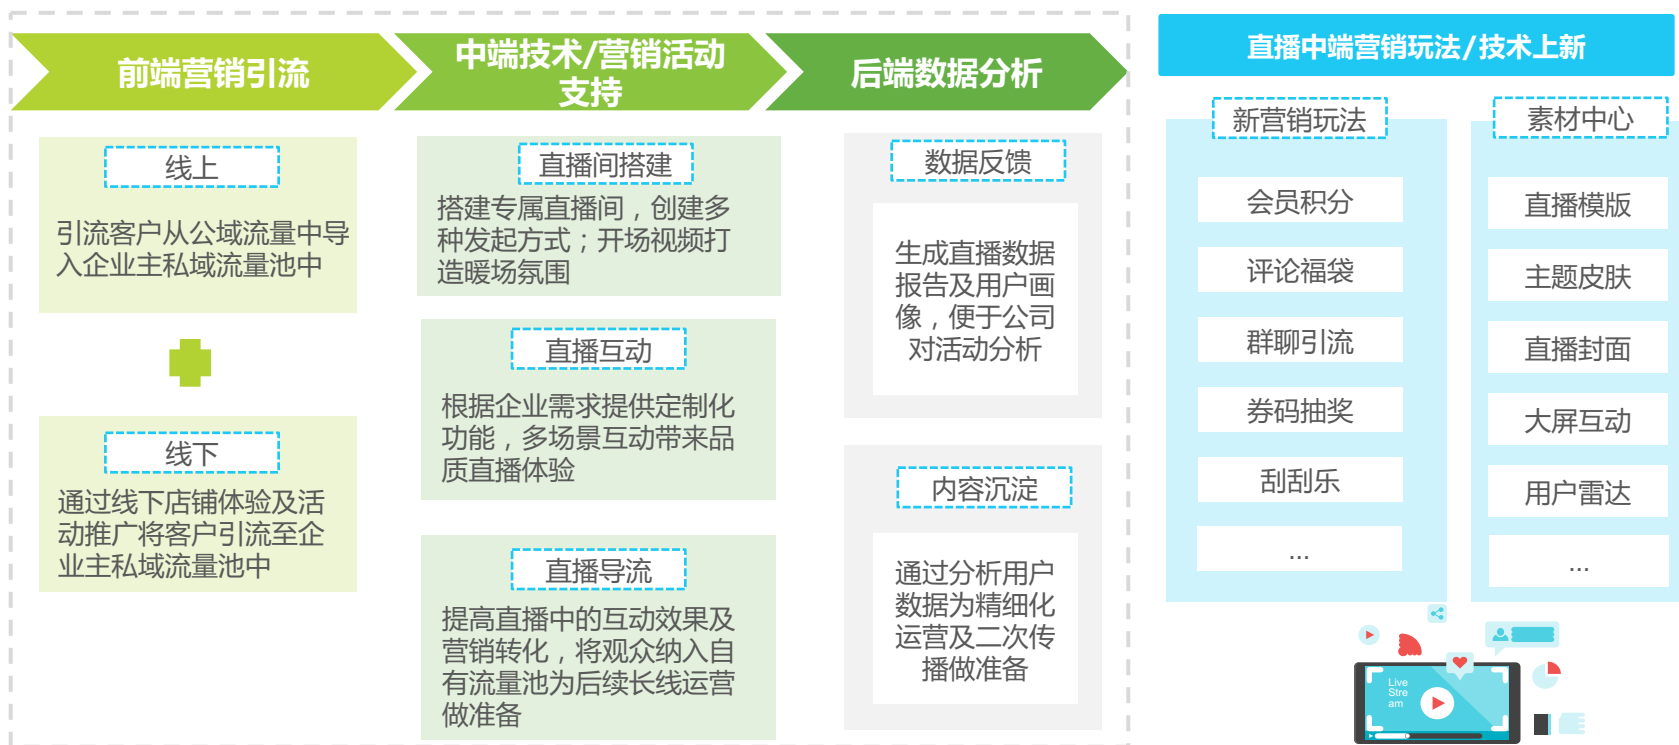 前端营销引流
中端技术/营销活动
支持
后端数据分析
线上
引流客户从公域流量中导
入企业主私域流量池中
线下
通过线下店铺体验及活
动推广将客户引流至企
业主私域流量池中
直播间搭建
搭建专属直播间，创建多
种发起方式；开场视频打
造暖场氛围
直播互动
根据企业需求提供定制化
功能，多场景互动带来品
质直播体验
直播导流
提高直播中的互动效果及
营销转化，将观众纳入自
有流量池为后续长线运营
做准备
数据反馈
生成直播数据
报告及用户画
像，便于公司
对活动分析
内容沉淀
通过分析用户
数据为精细化
运营及二次传
播做准备
直播中端营销玩法/技术上新
新营销玩法
会员积分
评论福袋
群聊引流
券码抽奖
刮刮乐
...
素材中心
直播模版
主题皮肤
直播封面
大屏互动
用户雷达
...
Live
Stre
am